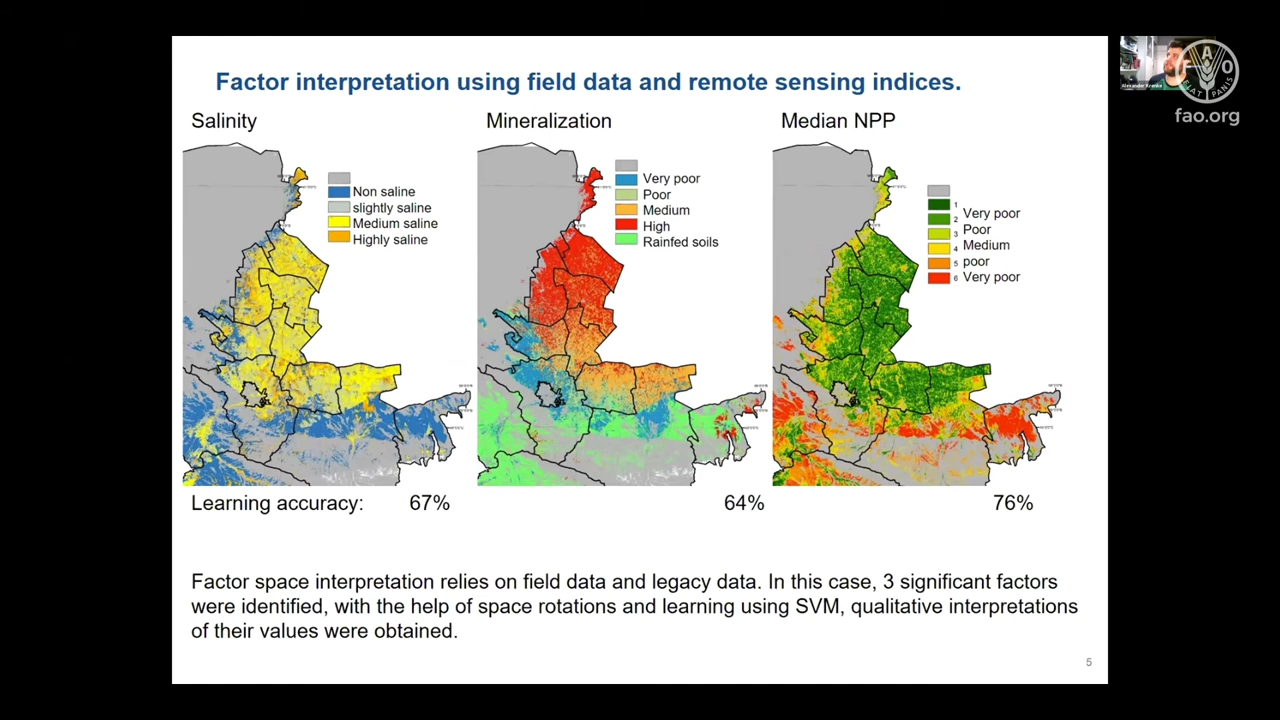 Factor interpretation using field data and remote sensing indices.
Salinity
Mineralization
Median NPP
Non saline
slightly saline
Medium saline
Highly saline
Very poor
Poor
Medium
High
Rainfed soils
1
2
3
4
5
6
Very poor
Poor
Medium
poor
Very poor
Learning accuracy: 67%
64%
76%
Factor space interpretation relies on field data and legacy data. In this case, 3 significant factors
were identified, with the help of space rotations and learning using SVM, qualitative interpretations
of their values were obtained.
5
F A O
FIAT PANIS
fao.org